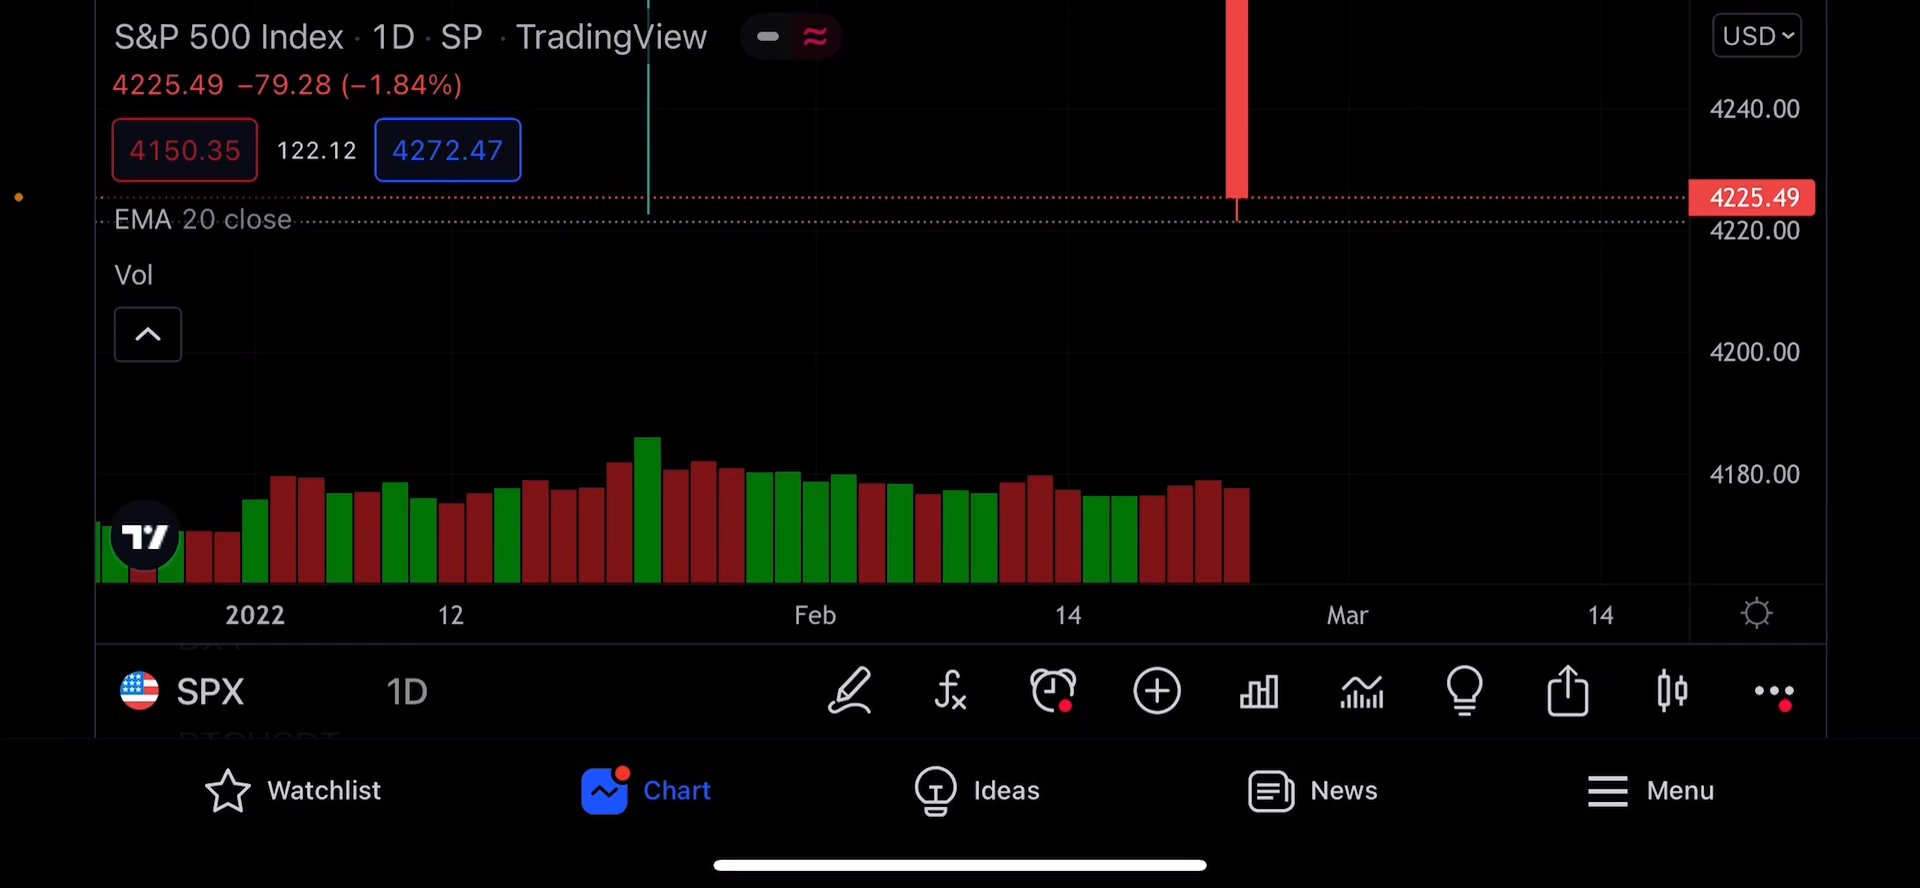 S&P 500 Index · 1D · SP · TradingView
USD
4225.49 −79.28 (−1.84%)
4240.00
4150.35 122.12 4272.47
4225.49
EMA 20 close
4220.00
Vol
4200.00
4180.00
2022 12 Feb 14 Mar 14
SPX 1D
Watchlist Chart Ideas News Menu